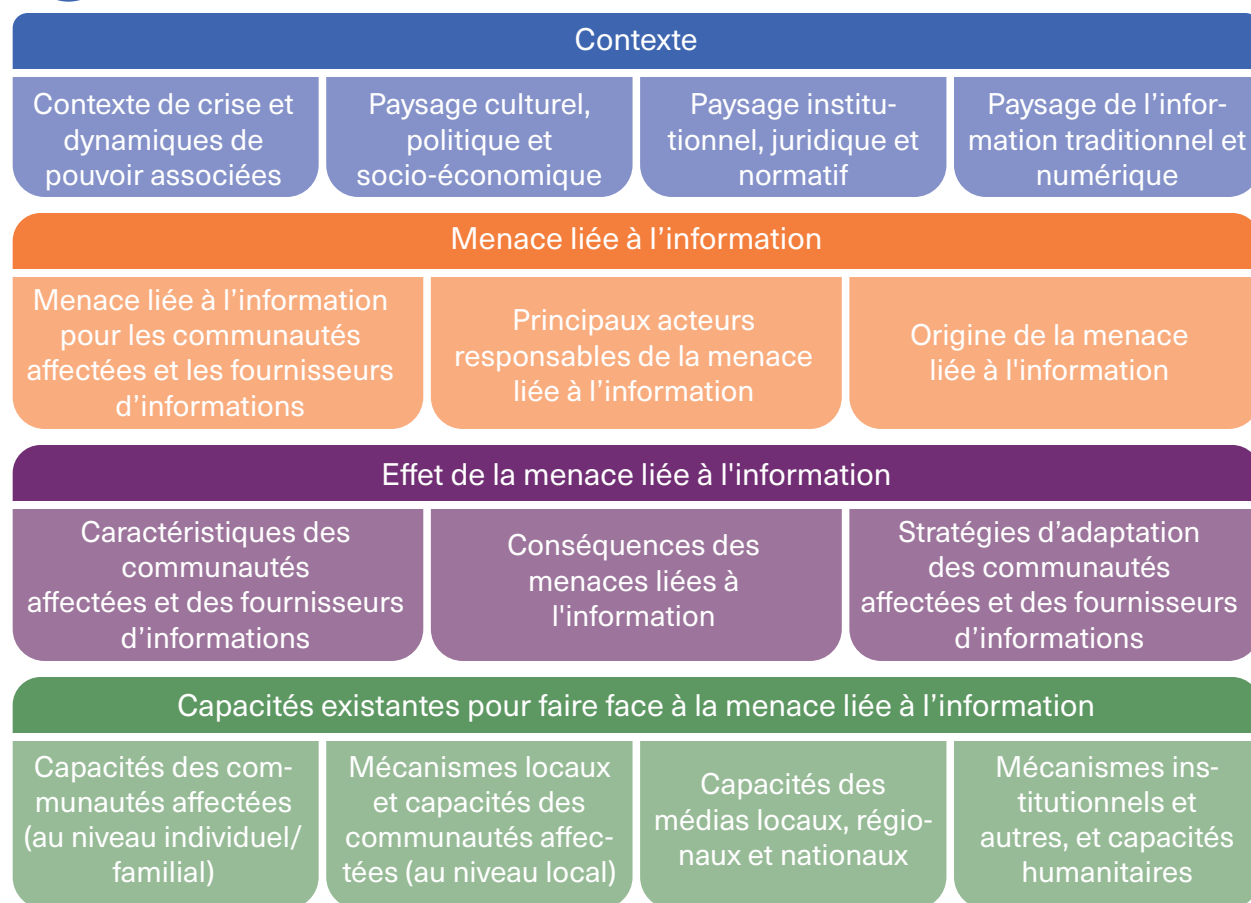 Contexte
Contexte de crise et
dynamiques de
pouvoir associées
Paysage culturel,
politique et
socio-économique
Paysage institu-
tionnel, juridique et
normatif
Paysage de l’infor-
mation traditionnel et
numérique
Menace liée à l’information
Menace liée à l’information
pour les communautés
affectées et les fournisseurs
d’informations
Principaux acteurs
responsables de la menace
liée à l’information
Origine de la menace
liée à l'information
Effet de la menace liée à l'information
Caractéristiques des
communautés
affectées et des fournisseurs
d’informations
Conséquences des
menaces liées à
l'information
Stratégies d’adaptation
des communautés
affectées et des fournisseurs
d’informations
Capacités existantes pour faire face à la menace liée à l’information
Capacités des com-
munautés affectées
(au niveau individuel/
familial)
Mécanismes locaux
et capacités des
communautés affec-
tées (au niveau local)
Capacités des
médias locaux, régio-
naux et nationaux
Mécanismes ins-
titutionnels et
autres, et capacités
humanitaires